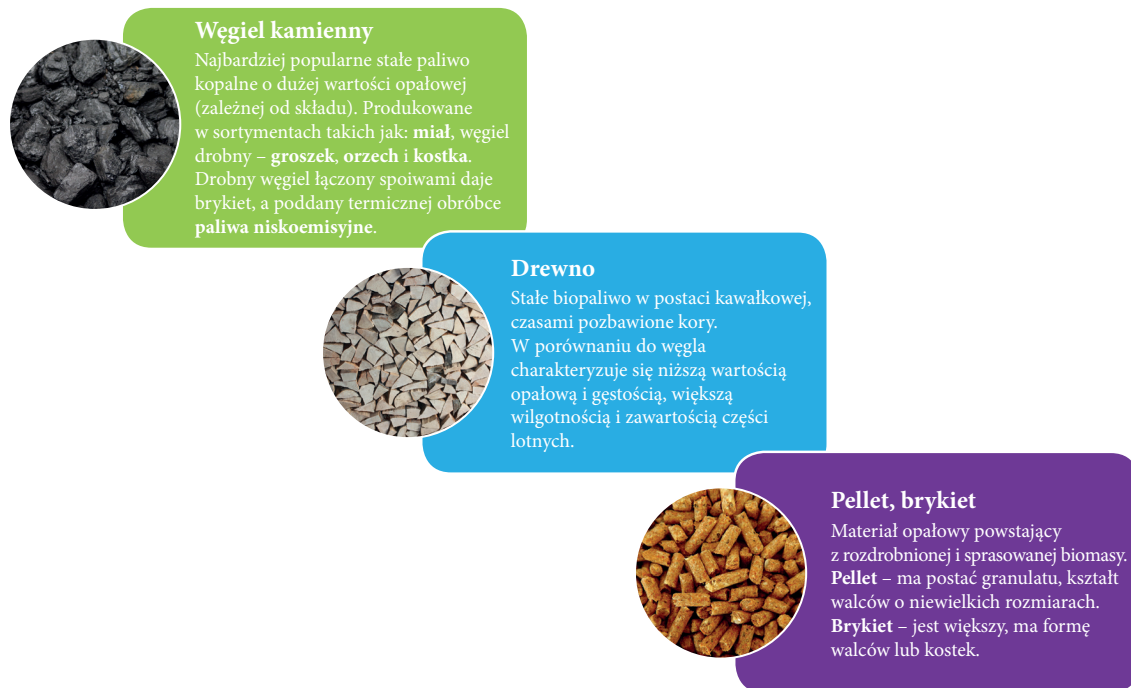 Węgiel kamienny
Najbardziej popularne stałe paliwo
kopalne o dużej wartości opałowej
(zależnej od składu). Produkowane
w sortymentach takich jak: miał, węgiel
drobny – groszek, orzech i kostka.
Drobny węgiel łączony spoiwami daje
brykiet, a poddany termicznej obróbce
paliwa niskoemisyjne.
Drewno
Stałe biopaliwo w postaci kawałkowej,
czasami pozbawione kory.
W porównaniu do węgla
charakteryzuje się niższą wartością
opałową i gęstością, większą
wilgotnością i zawartością części
lotnych.
Pellet, brykiet
Materiał opałowy powstający
z rozdrobnionej i sprasowanej biomasy.
Pellet – ma postać granulatu, kształt
walców o niewielkich rozmiarach.
Brykiet – jest większy, ma formę
walców lub kostek.